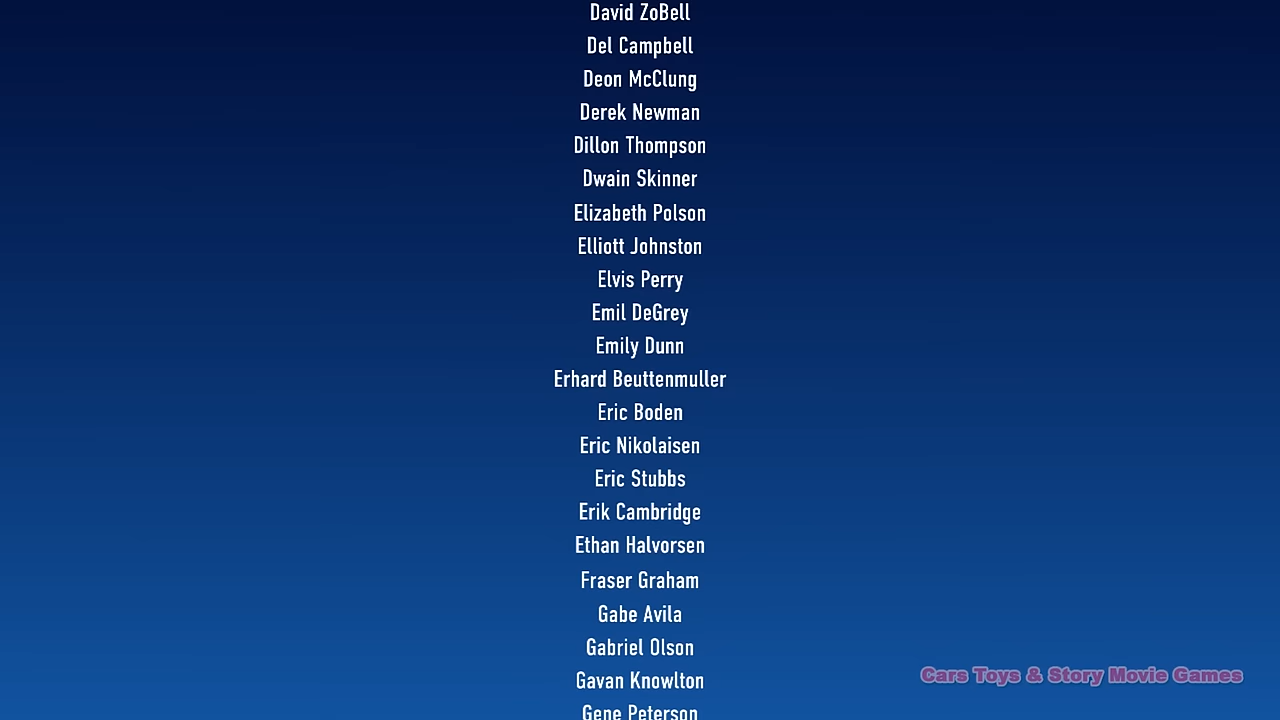 David ZoBell
Del Campbell
Deon McClung
Derek Newman
Dillon Thompson
Dwain Skinner
Elizabeth Polson
Elliott Johnston
Elvis Perry
Emil DeGrey
Emily Dunn
Erhard Beuttenmuller
Eric Boden
Eric Nikolaisen
Eric Stubbs
Erik Cambridge
Ethan Halvorsen
Fraser Graham
Gabe Avila
Gabriel Olson
Gavan Knowlton
Cars Toys & Story Movie Games
Gene Peterson